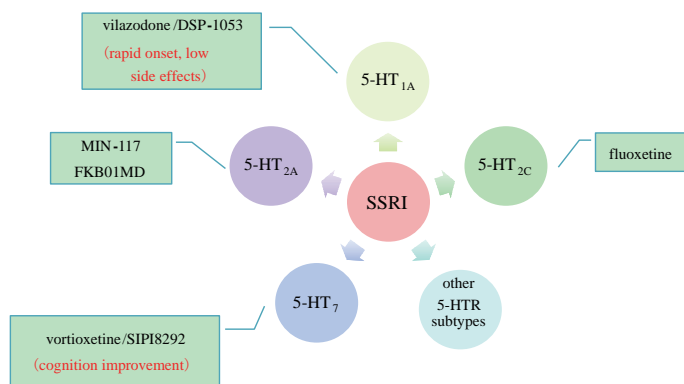 vilazodone/DSP-1053
(rapid onset, low
side effects)
5-HT1A
MIN-117
FKB01MD
5-HT2A
5-HT2C
fluoxetine
SSRI
5-HT7
other
5-HTR
subtypes
vortioxetine/SIPI8292
(cognition improvement)